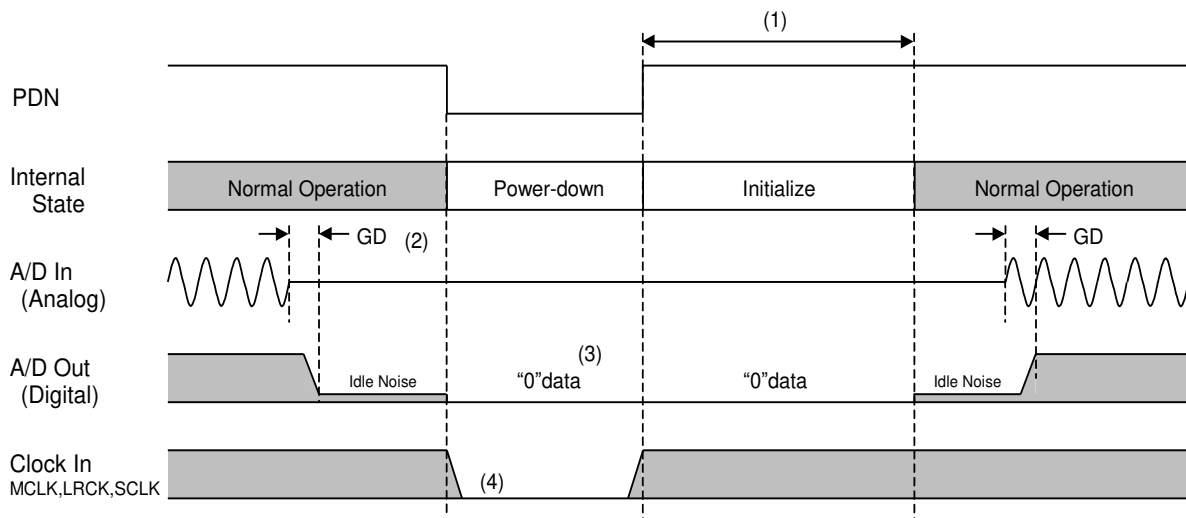 (1)
PDN
Internal
State
Normal Operation
Power-down
Initialize
Normal Operation
GD
(2)
GD
A/D In
(Analog)
A/D Out
(Digital)
Idle Noise
(3)
“0”data
“0”data
Idle Noise
Clock In
MCLK,LRCK,SCLK
(4)